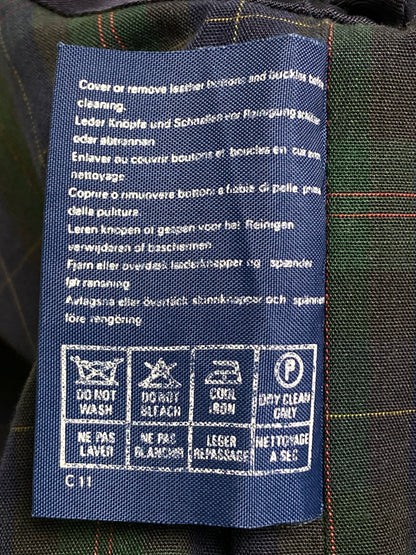 Cover or remove leather buttons and buckles before
cleaning.
Leder Knöpfe und Schnallen vor Reinigung
oder abtrennen
Enlever ou couvrir boutons et boucles en cuir avant
nettoyage
Coprire o rimuovere bottoni e fibbie di pelle prima
della pulitura.
Leren knopen of gespen voor het Reinigen
verwijderen of beschermen.
Fjern eller overdæk læderknapper og spænder
før rensning
Avlägsna eller övertäck skinnknappar och spännen
före rengöring
DO NOT WASH
DO NOT BLEACH
COOL IRON
P
DRY CLEAN ONLY
NE PAS LAVER
NE PAS BLANCHIR
LEGER REPASSAGE
NETTOYAGE A SEC
C 11